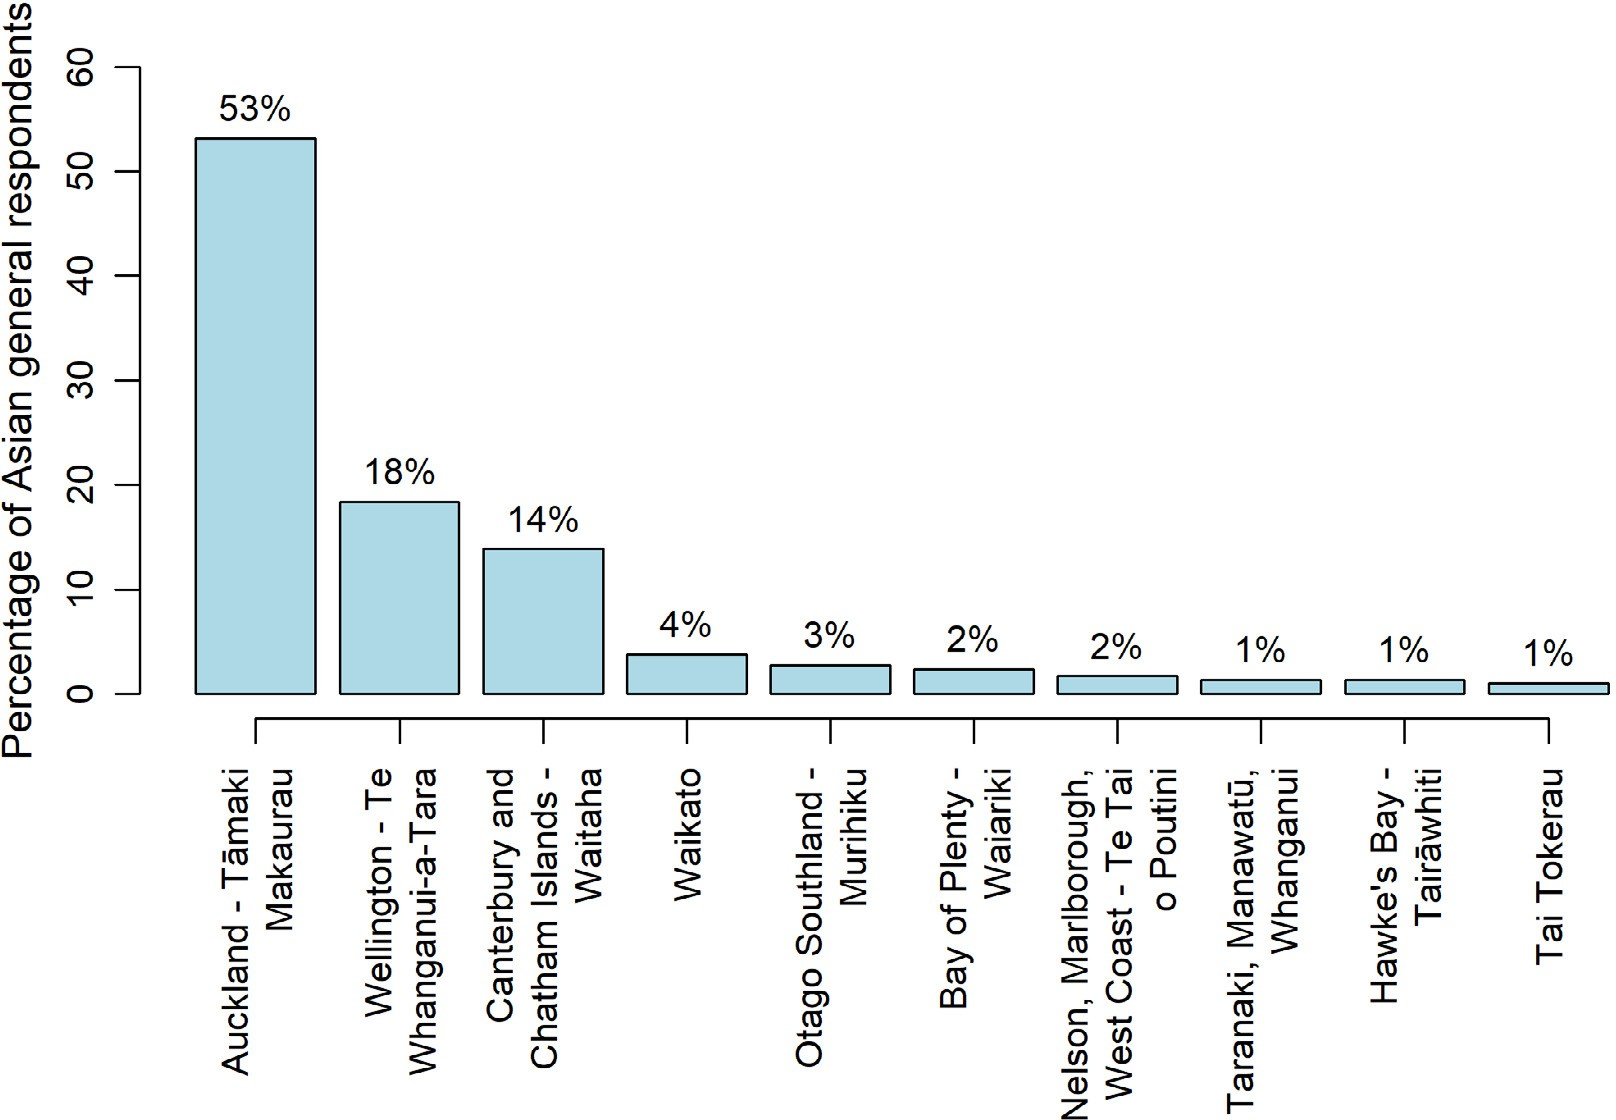 Percentage of Asian general respondents
60
50
40
30
20
10
0
53%
18%
14%
4%
3%
2%
2%
1%
1%
1%
Auckland - Tāmaki
Makaurau
Wellington - Te
Whanganui-a-Tara
Canterbury and
Chatham Islands -
Waitaha
Waikato
Otago Southland -
Murihiku
Bay of Plenty -
Waiariki
Nelson, Marlborough,
West Coast - Te Tai
o Poutini
Taranaki, Manawatū,
Whanganui
Hawke's Bay -
Tairāwhiti
Tai Tokerau